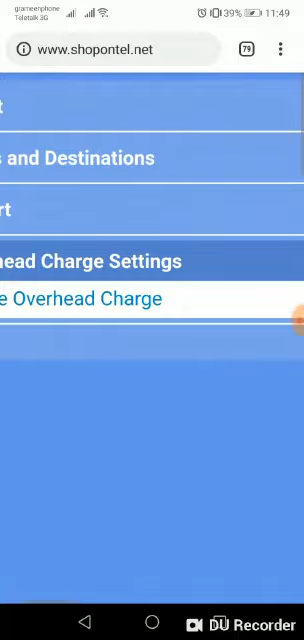 grameenphone
Teletalk 3G
39% 11:49
www.shopontel.net
79
t
s and Destinations
rt
head Charge Settings
e Overhead Charge
DU Recorder